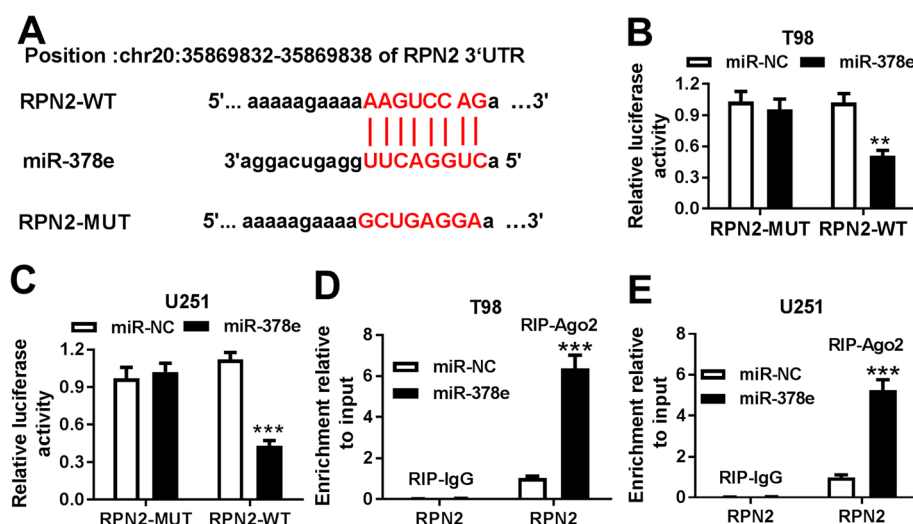 A
Position :chr20:35869832-35869838 of RPN2 3‘UTR
RPN2-WT 5'... aaaaagaaaaAAGUCC AGa ...3'
miR-378e 3'aggacugaggUUCAGGUCa 5'
RPN2-MUT 5'... aaaaagaaaaGCUGAGGAa ...3'
B
T98
miR-NC miR-378e
Relative luciferase
activity
1.2
0.9
0.6
0.3
0.0
**
RPN2-MUT RPN2-WT
C
U251
miR-NC miR-378e
Relative luciferase
activity
1.2
0.9
0.6
0.3
0.0
***
RPN2-MUT RPN2-WT
D
T98
Enrichment relative
to input
8
6
4
2
0
miR-NC
miR-378e
RIP-Ago2
***
RIP-IgG
RPN2 RPN2
E
U251
Enrichment relative
to input
8
6
4
2
0
miR-NC
miR-378e
RIP-Ago2
***
RIP-IgG
RPN2 RPN2